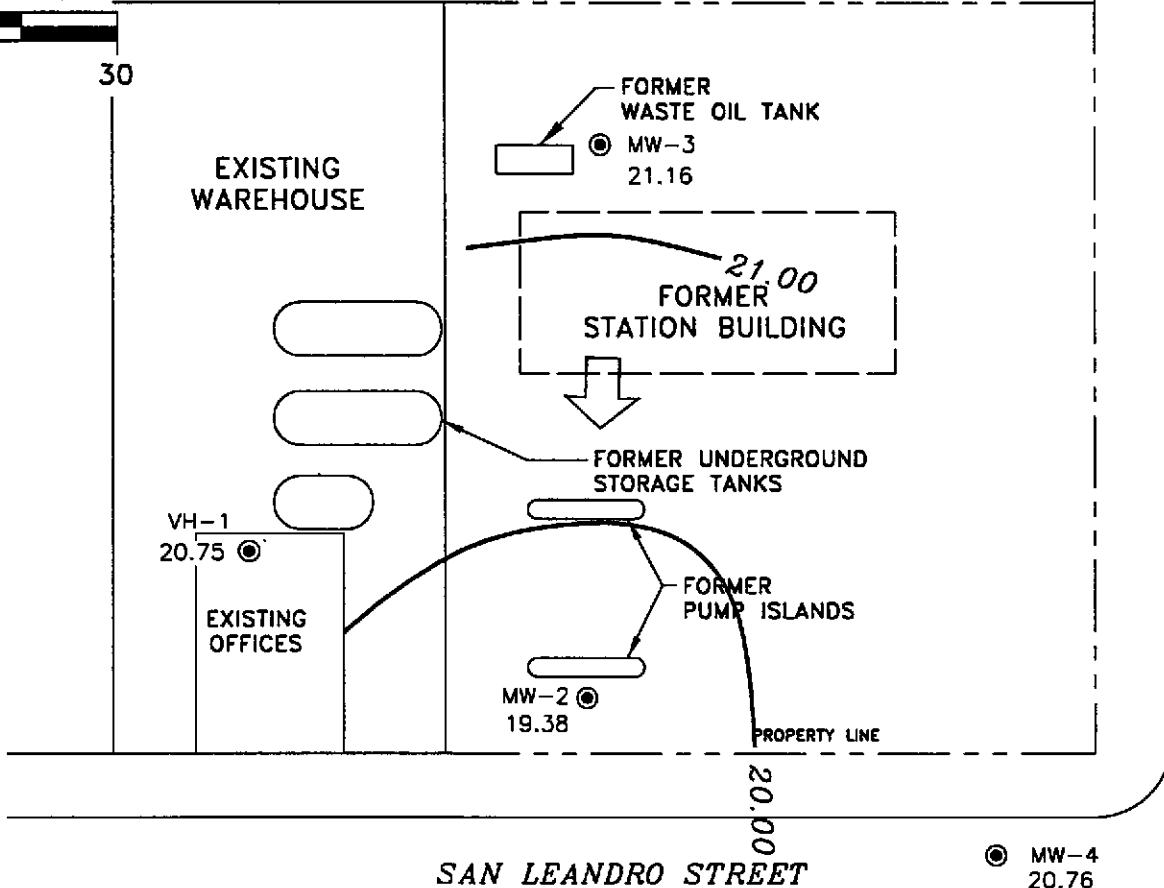 30
FORMER
WASTE OIL TANK
MW-3
21.16
EXISTING
WAREHOUSE
21.00
FORMER
STATION BUILDING
FORMER UNDERGROUND
STORAGE TANKS
VH-1
20.75
EXISTING
OFFICES
FORMER
PUMP ISLANDS
MW-2
19.38
PROPERTY LINE
20.00
SAN LEANDRO STREET
MW-4
20.76